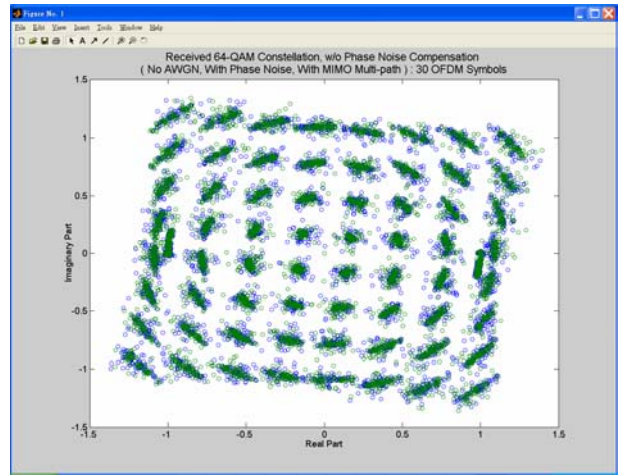 Figure No. 1
File Edit View Insert Tools Window Help
Received 64-QAM Constellation, w/o Phase Noise Compensation
( No AWGN, With Phase Noise, With MIMO Multi-path ) : 30 OFDM Symbols
1.5
1
0.5
0
-0.5
-1
-1.5
Imaginary Part
-1.5 -1 -0.5 0 0.5 1 1.5
Real Part